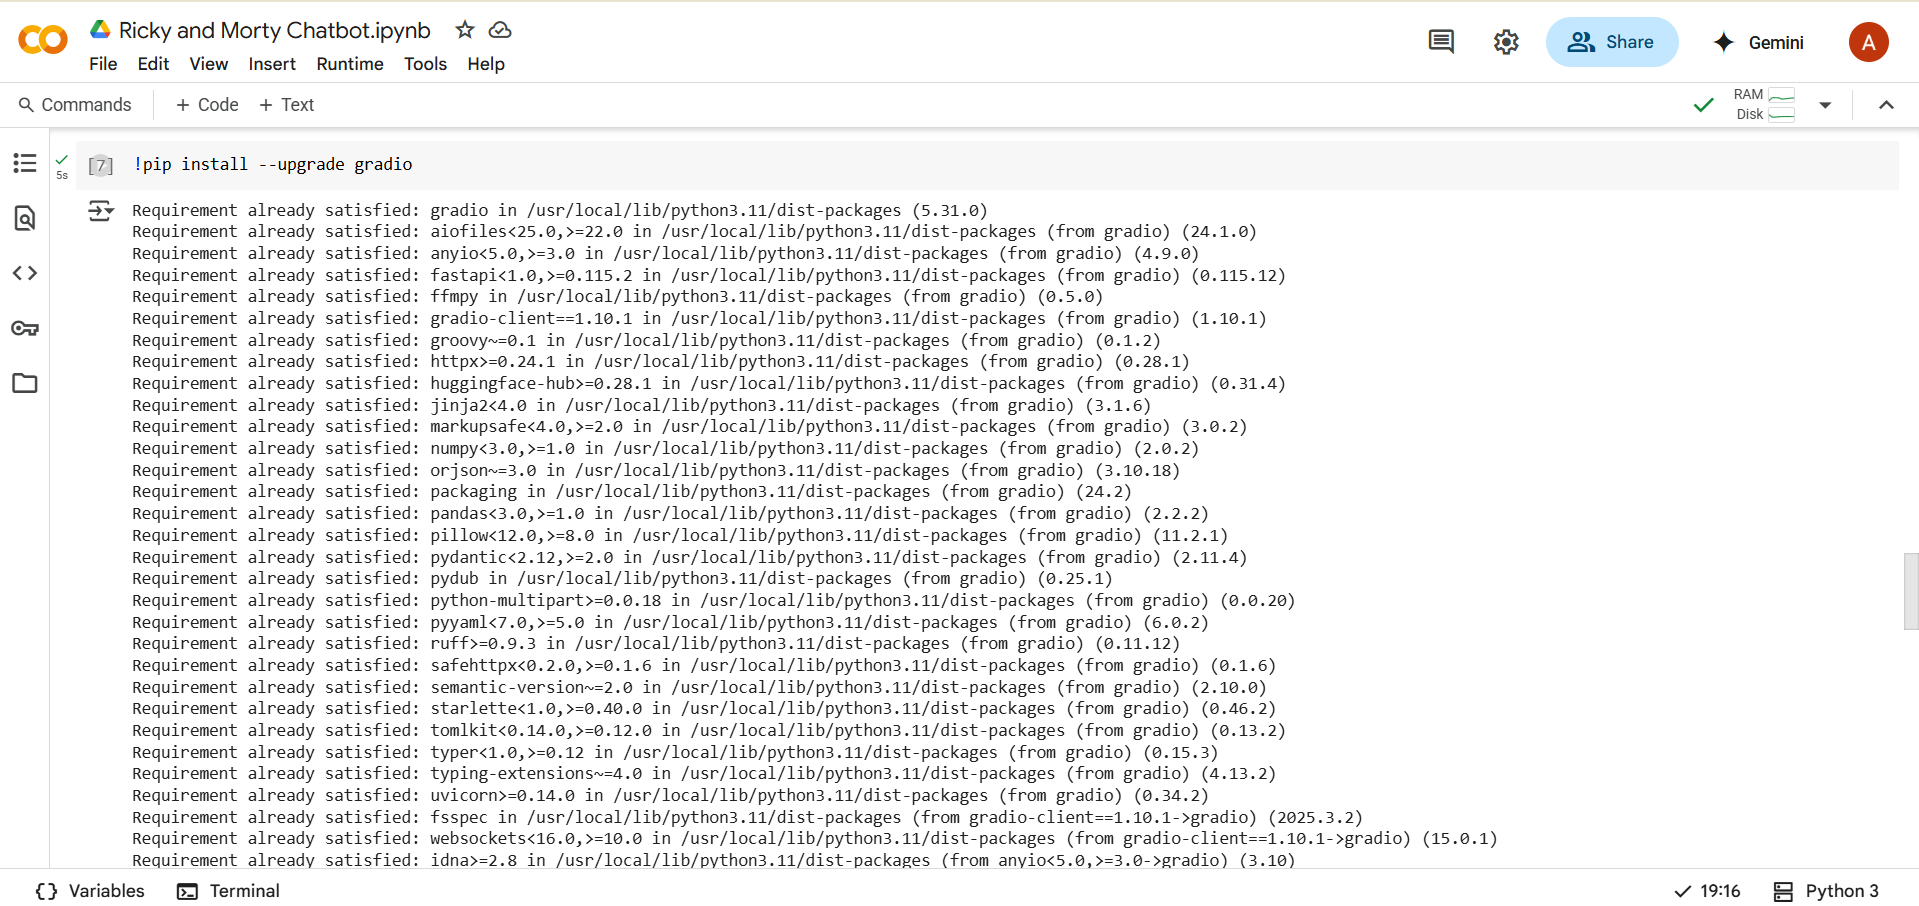 Ricky and Morty Chatbot.ipynb
File Edit View Insert Runtime Tools Help
Share
Gemini
A
Commands + Code + Text
RAM
Disk
5s
[7] !pip install --upgrade gradio
Requirement already satisfied: gradio in /usr/local/lib/python3.11/dist-packages (5.31.0)
Requirement already satisfied: aiofiles<25.0,>=22.0 in /usr/local/lib/python3.11/dist-packages (from gradio) (24.1.0)
Requirement already satisfied: anyio<5.0,>=3.0 in /usr/local/lib/python3.11/dist-packages (from gradio) (4.9.0)
Requirement already satisfied: fastapi<1.0,>=0.115.2 in /usr/local/lib/python3.11/dist-packages (from gradio) (0.115.12)
Requirement already satisfied: ffmpy in /usr/local/lib/python3.11/dist-packages (from gradio) (0.5.0)
Requirement already satisfied: gradio-client==1.10.1 in /usr/local/lib/python3.11/dist-packages (from gradio) (1.10.1)
Requirement already satisfied: groovy~=0.1 in /usr/local/lib/python3.11/dist-packages (from gradio) (0.1.2)
Requirement already satisfied: httpx>=0.24.1 in /usr/local/lib/python3.11/dist-packages (from gradio) (0.28.1)
Requirement already satisfied: huggingface-hub>=0.28.1 in /usr/local/lib/python3.11/dist-packages (from gradio) (0.31.4)
Requirement already satisfied: jinja2<4.0 in /usr/local/lib/python3.11/dist-packages (from gradio) (3.1.6)
Requirement already satisfied: markupsafe<4.0,>=2.0 in /usr/local/lib/python3.11/dist-packages (from gradio) (3.0.2)
Requirement already satisfied: numpy<3.0,>=1.0 in /usr/local/lib/python3.11/dist-packages (from gradio) (2.0.2)
Requirement already satisfied: orjson~=3.0 in /usr/local/lib/python3.11/dist-packages (from gradio) (3.10.18)
Requirement already satisfied: packaging in /usr/local/lib/python3.11/dist-packages (from gradio) (24.2)
Requirement already satisfied: pandas<3.0,>=1.0 in /usr/local/lib/python3.11/dist-packages (from gradio) (2.2.2)
Requirement already satisfied: pillow<12.0,>=8.0 in /usr/local/lib/python3.11/dist-packages (from gradio) (11.2.1)
Requirement already satisfied: pydantic<2.12,>=2.0 in /usr/local/lib/python3.11/dist-packages (from gradio) (2.11.4)
Requirement already satisfied: pydub in /usr/local/lib/python3.11/dist-packages (from gradio) (0.25.1)
Requirement already satisfied: python-multipart>=0.0.18 in /usr/local/lib/python3.11/dist-packages (from gradio) (0.0.20)
Requirement already satisfied: pyyaml<7.0,>=5.0 in /usr/local/lib/python3.11/dist-packages (from gradio) (6.0.2)
Requirement already satisfied: ruff>=0.9.3 in /usr/local/lib/python3.11/dist-packages (from gradio) (0.11.12)
Requirement already satisfied: safehttpx<0.2.0,>=0.1.6 in /usr/local/lib/python3.11/dist-packages (from gradio) (0.1.6)
Requirement already satisfied: semantic-version~=2.0 in /usr/local/lib/python3.11/dist-packages (from gradio) (2.10.0)
Requirement already satisfied: starlette<1.0,>=0.40.0 in /usr/local/lib/python3.11/dist-packages (from gradio) (0.46.2)
Requirement already satisfied: tomlkit<0.14.0,>=0.12.0 in /usr/local/lib/python3.11/dist-packages (from gradio) (0.13.2)
Requirement already satisfied: typer<1.0,>=0.12 in /usr/local/lib/python3.11/dist-packages (from gradio) (0.15.3)
Requirement already satisfied: typing-extensions~=4.0 in /usr/local/lib/python3.11/dist-packages (from gradio) (4.13.2)
Requirement already satisfied: uvicorn>=0.14.0 in /usr/local/lib/python3.11/dist-packages (from gradio) (0.34.2)
Requirement already satisfied: fsspec in /usr/local/lib/python3.11/dist-packages (from gradio-client==1.10.1->gradio) (2025.3.2)
Requirement already satisfied: websockets<16.0,>=10.0 in /usr/local/lib/python3.11/dist-packages (from gradio-client==1.10.1->gradio) (15.0.1)
Requirement already satisfied: idna>=2.8 in /usr/local/lib/python3.11/dist-packages (from anyio<5.0,>=3.0->gradio) (3.10)
Variables Terminal 19:16 Python 3